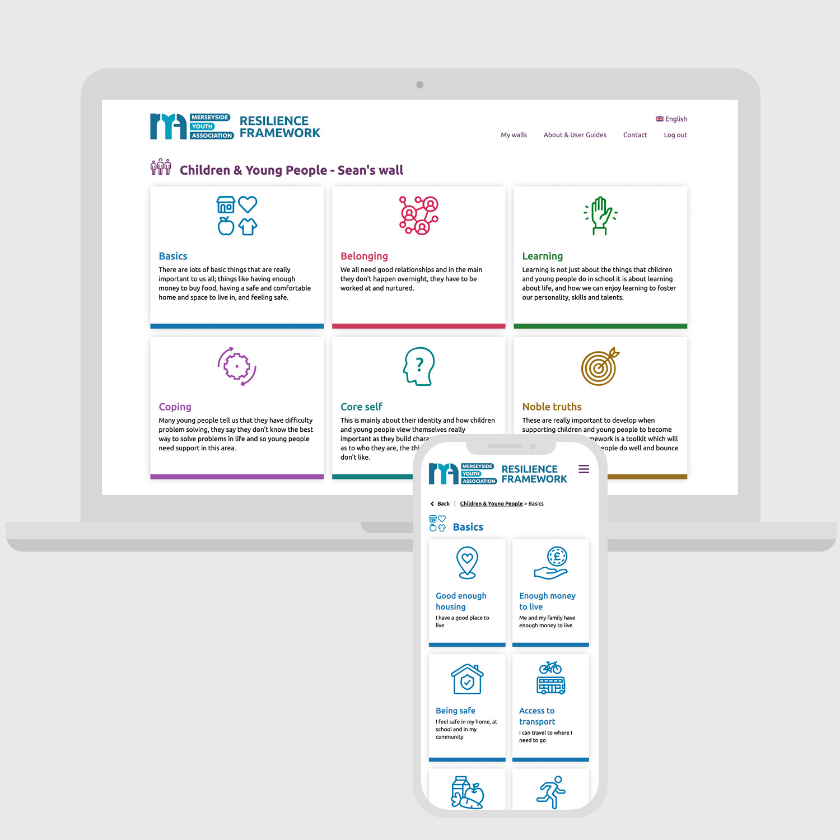 MERSEYSIDE
YOUTH
ASSOCIATION
RESILIENCE
FRAMEWORK
English
My walls
About & User Guides
Contact
Log out
Children & Young People - Sean's wall
Basics
There are lots of basic things that are really
important to us all; things like having enough
money to buy food, having a safe and comfortable
home and space to live in, and feeling safe.
Belonging
We all need good relationships and in the main
they don't happen overnight, they have to be
worked at and nurtured.
Learning
Learning is not just about the things that children
and young people do in school it is about learning
about life, and how we can enjoy learning to foster
our personality, skills and talents.
Coping
Many young people tell us that they have difficulty
problem solving, they say they don't know the best
way to solve problems in life and so young people
need support in this area.
Core self
This is mainly about their identity and how children
and young people view themselves really
important as they build
as to who they are, the
don't like.
Noble truths
These are really important to develop when
supporting children and young people to become
is a toolkit which will
people do well and bounce
MERSEYSIDE
YOUTH
ASSOCIATION
RESILIENCE
FRAMEWORK
Back | Children & Young People > Basics
Basics
Good enough
housing
I have a good place to
live
Enough money
to live
Me and my family have
enough money to live
Being safe
I feel safe in my home, at
school and in my
community
Access to
transport
I can travel to where I
need to go